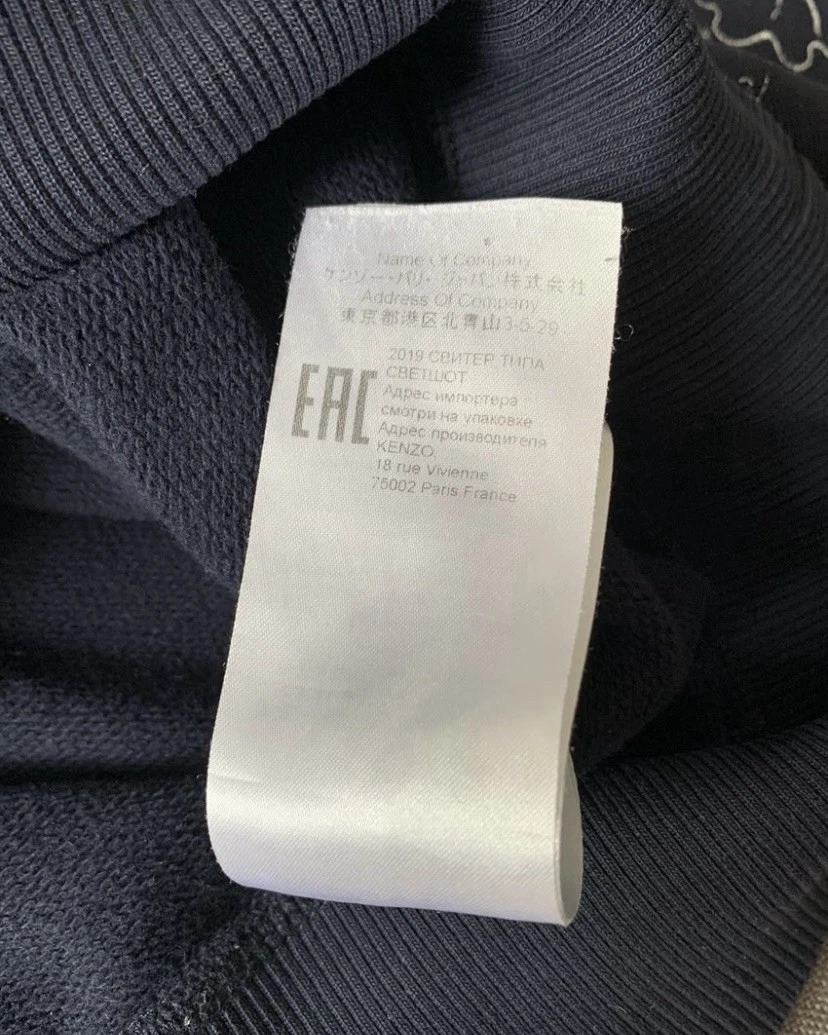 Name Of Company
ケンゾー・パリ・ジャパン株式会社
Address Of Company
東京都港区北青山3-5-29
EAC
2019 СВИТЕР ТИПА
СВЕТШОТ
Адрес импортера
смотри на упаковке
Адрес производителя
KENZO,
18 rue Vivienne
75002 Paris France